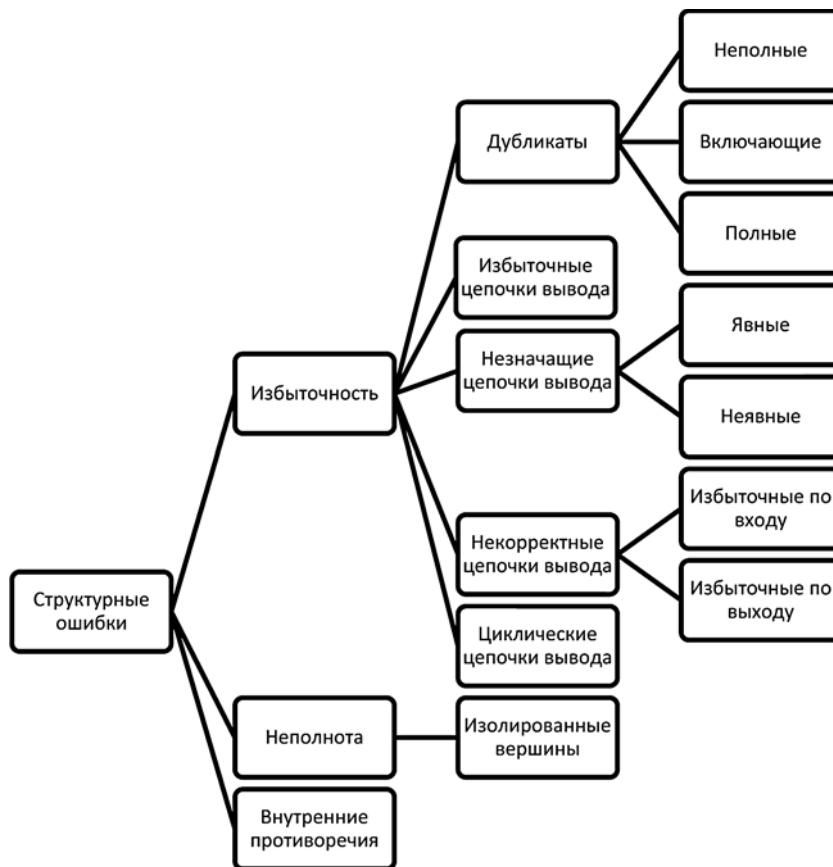 Неполные
Дубликаты
Включающие
Полные
Избыточные
цепочки вывода
Явные
Незначащие
цепочки вывода
Избыточность
Неявные
Избыточные по
входу
Некорректные
цепочки вывода
Избыточные по
выходу
Структурные
ошибки
Циклические
цепочки вывода
Неполнота
Изолированные
вершины
Внутренние
противоречия